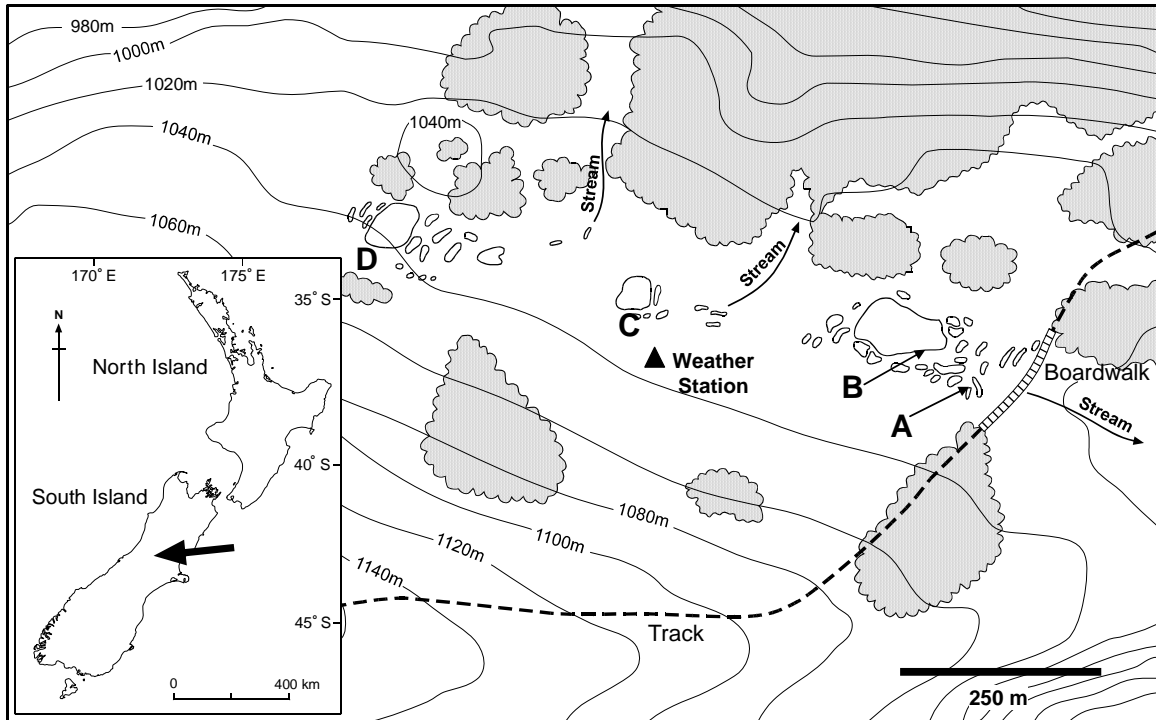 980m
1000m
1020m
1040m
1040m
1060m
Stream
Stream
Stream
D
C
B
A
Weather
Station
Boardwalk
1080m
1100m
1120m
1140m
Track
250 m
170° E
175° E
35° S
40° S
45° S
N
North Island
South Island
0
400 km